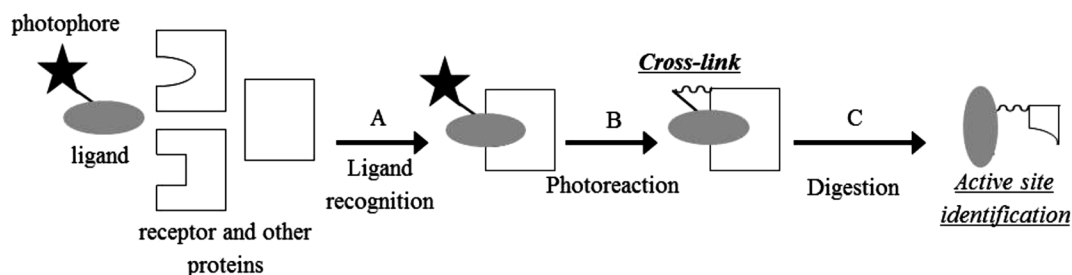 photophore
ligand
receptor and other
proteins
A
Ligand
recognition
B
Photoreaction
Cross-link
C
Digestion
Active site
identification